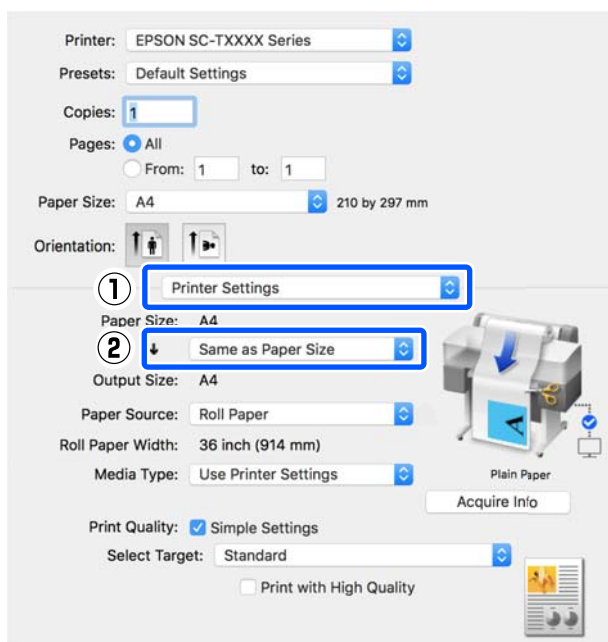 Printer: EPSON SC-TXXXX Series
Presets: Default Settings
Copies: 1
Pages: All
From: 1 to: 1
Paper Size: A4 210 by 297 mm
Orientation:
① Printer Settings
Paper Size: A4
② Same as Paper Size
Output Size: A4
Paper Source: Roll Paper
Roll Paper Width: 36 inch (914 mm)
Media Type: Use Printer Settings
Plain Paper
Acquire Info
Print Quality: Simple Settings
Select Target: Standard
Print with High Quality